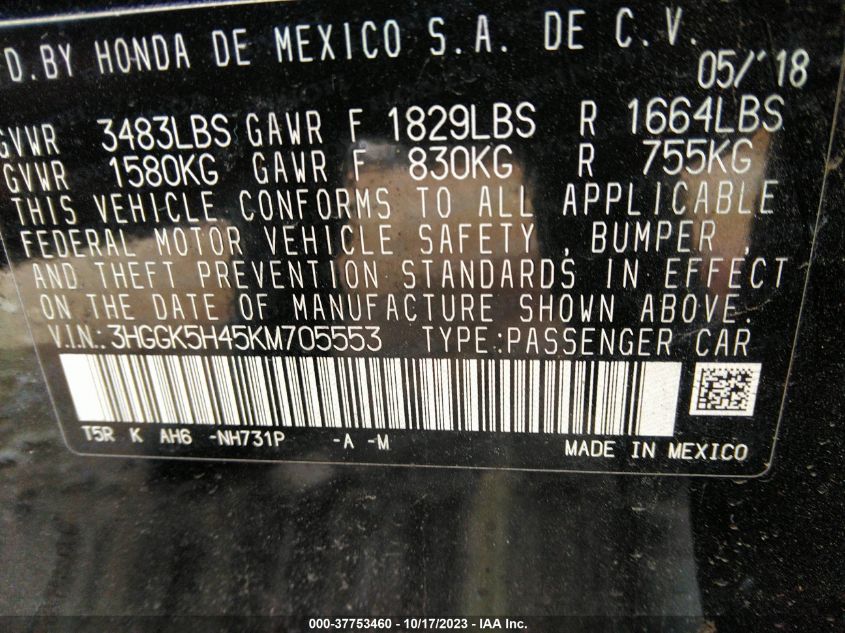 D.BY HONDA DE MEXICO S.A. DE C.V.
05/'18
GVWR 3483LBS GAWR F 1829LBS R 1664LBS
GVWR 1580KG GAWR F 830KG R 755KG
THIS VEHICLE CONFORMS TO ALL APPLICABLE
FEDERAL MOTOR VEHICLE SAFETY , BUMPER ,
AND THEFT PREVENTION STANDARDS IN EFFECT
ON THE DATE OF MANUFACTURE SHOWN ABOVE.
V.I.N.:3HGGK5H45KM705553 TYPE:PASSENGER CAR
T5R K AH6 -NH731P -A -M MADE IN MEXICO
000-37753460 - 10/17/2023 - IAA Inc.